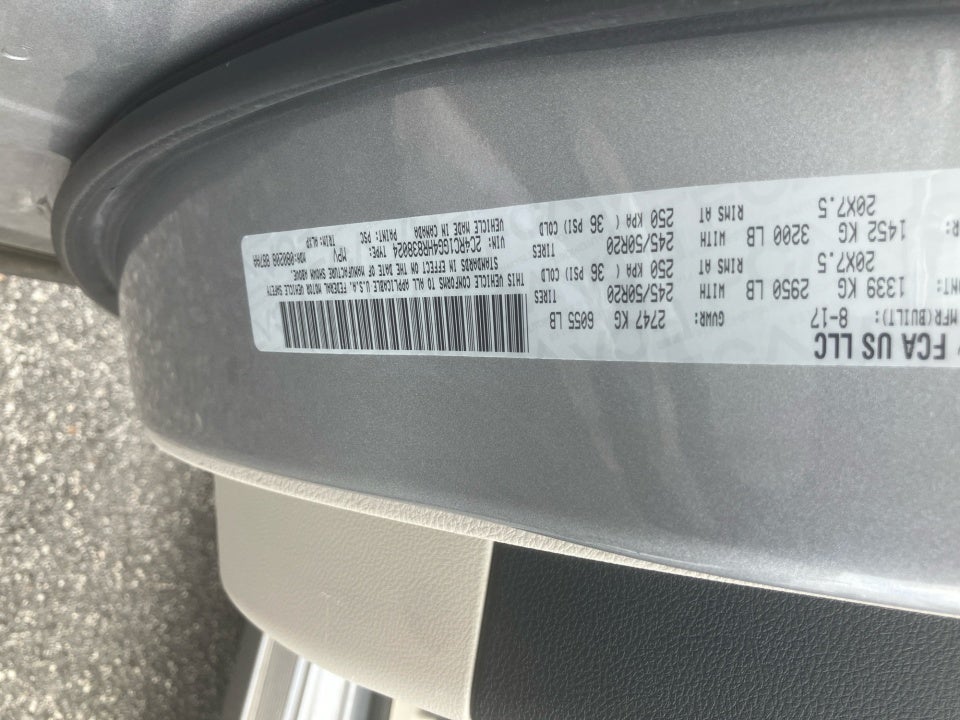 FCA US LLC
MFR(BUILT): 8-17 GVWR: 2747 KG 6055 LB
ONT: 1339 KG 2950 LB WITH 245/50R20 TIRES
20X7.5 RIMS AT 250 KPA ( 36 PSI) COLD
R: 1452 KG 3200 LB WITH 245/50R20 TIRES
20X7.5 RIMS AT 250 KPA ( 36 PSI) COLD
THIS VEHICLE CONFORMS TO ALL APPLICABLE U.S.A. FEDERAL MOTOR VEHICLE SAFETY
STANDARDS IN EFFECT ON THE DATE OF MANUFACTURE SHOWN ABOVE.
VIN: 2C4RC1GG4HR838024 TYPE: MPV
VEHICLE MADE IN CANADA PAINT: PSC TRIM: